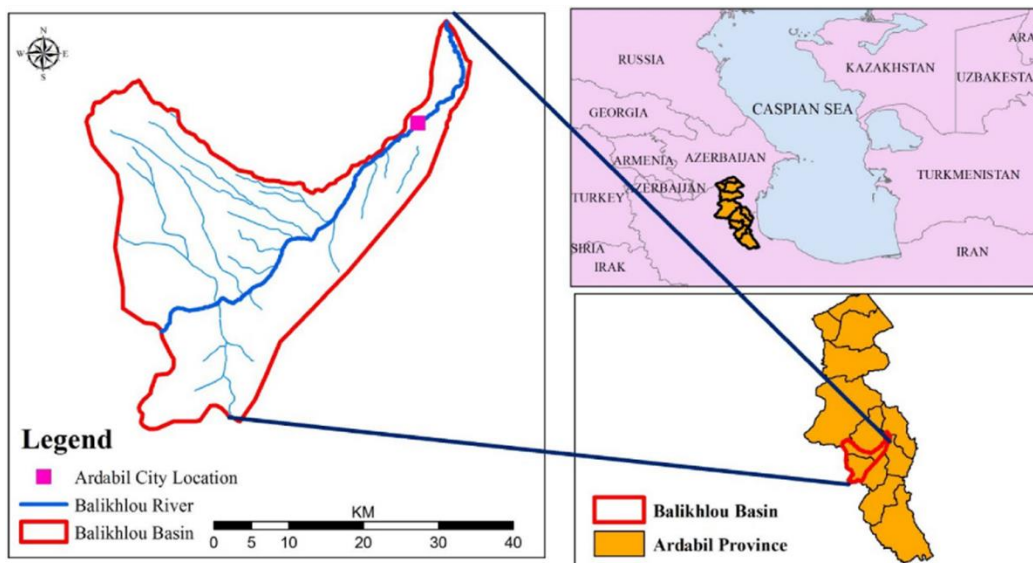 N
W
E
S
Legend
Ardabil City Location
Balikhlou River
Balikhlou Basin
KM
0 5 10 20 30 40
RUSSIA
KAZAKHSTAN
ARA
UZBAKESTA
GEORGIA
CASPIAN SEA
ARMENIA
AZERBAIJAN
TURKEY
AZERBAIJAN
TURKMENISTAN
SIRIA
IRAK
IRAN
Balikhlou Basin
Ardabil Province